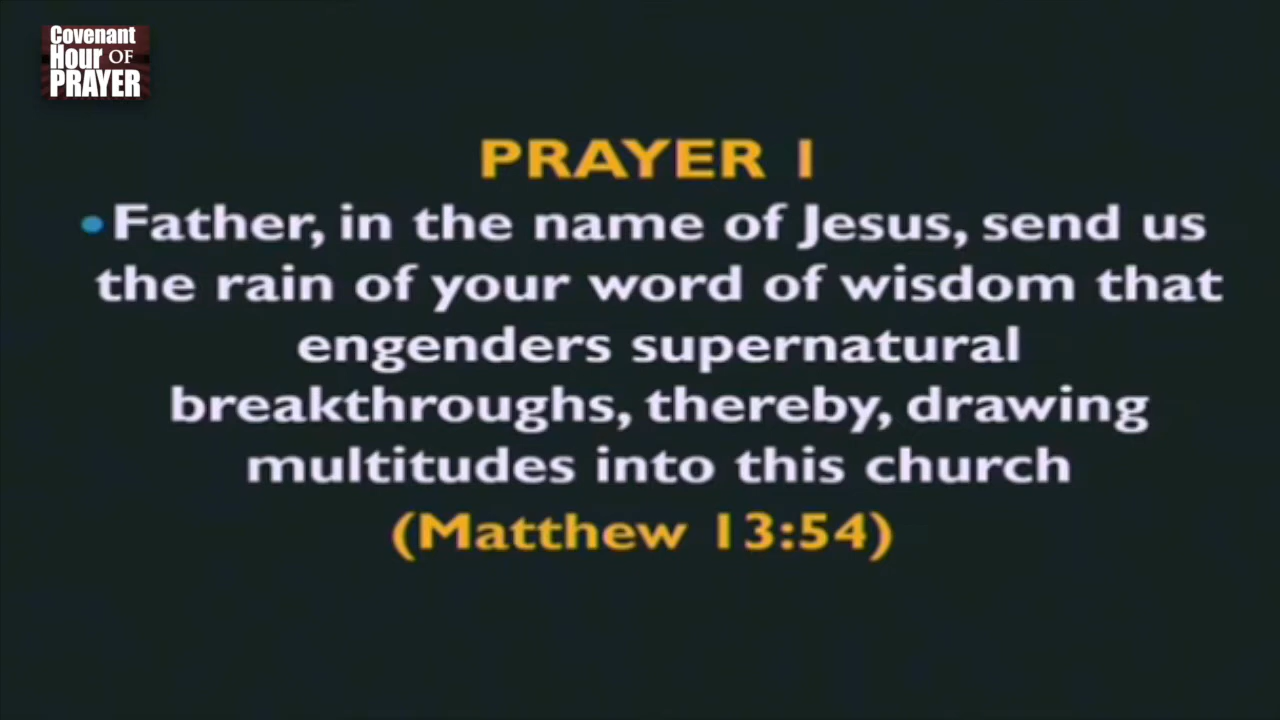 Covenant
Hour OF
PRAYER
PRAYER 1
•Father, in the name of Jesus, send us
the rain of your word of wisdom that
engenders supernatural
breakthroughs, thereby, drawing
multitudes into this church
(Matthew 13:54)